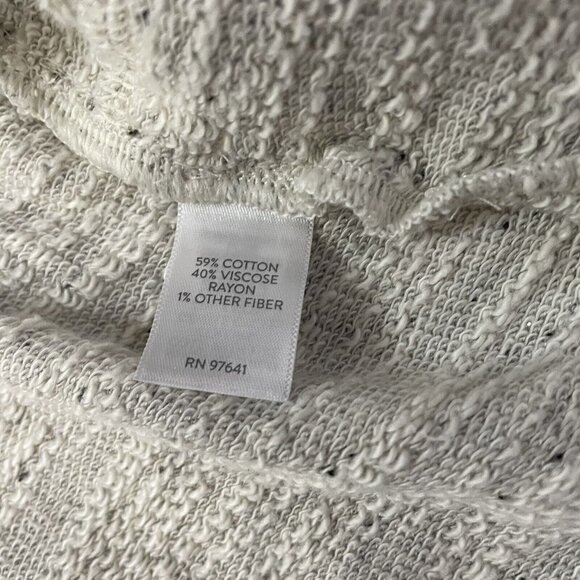 59% COTTON
40% VISCOSE
RAYON
1% OTHER FIBER
RN 97641